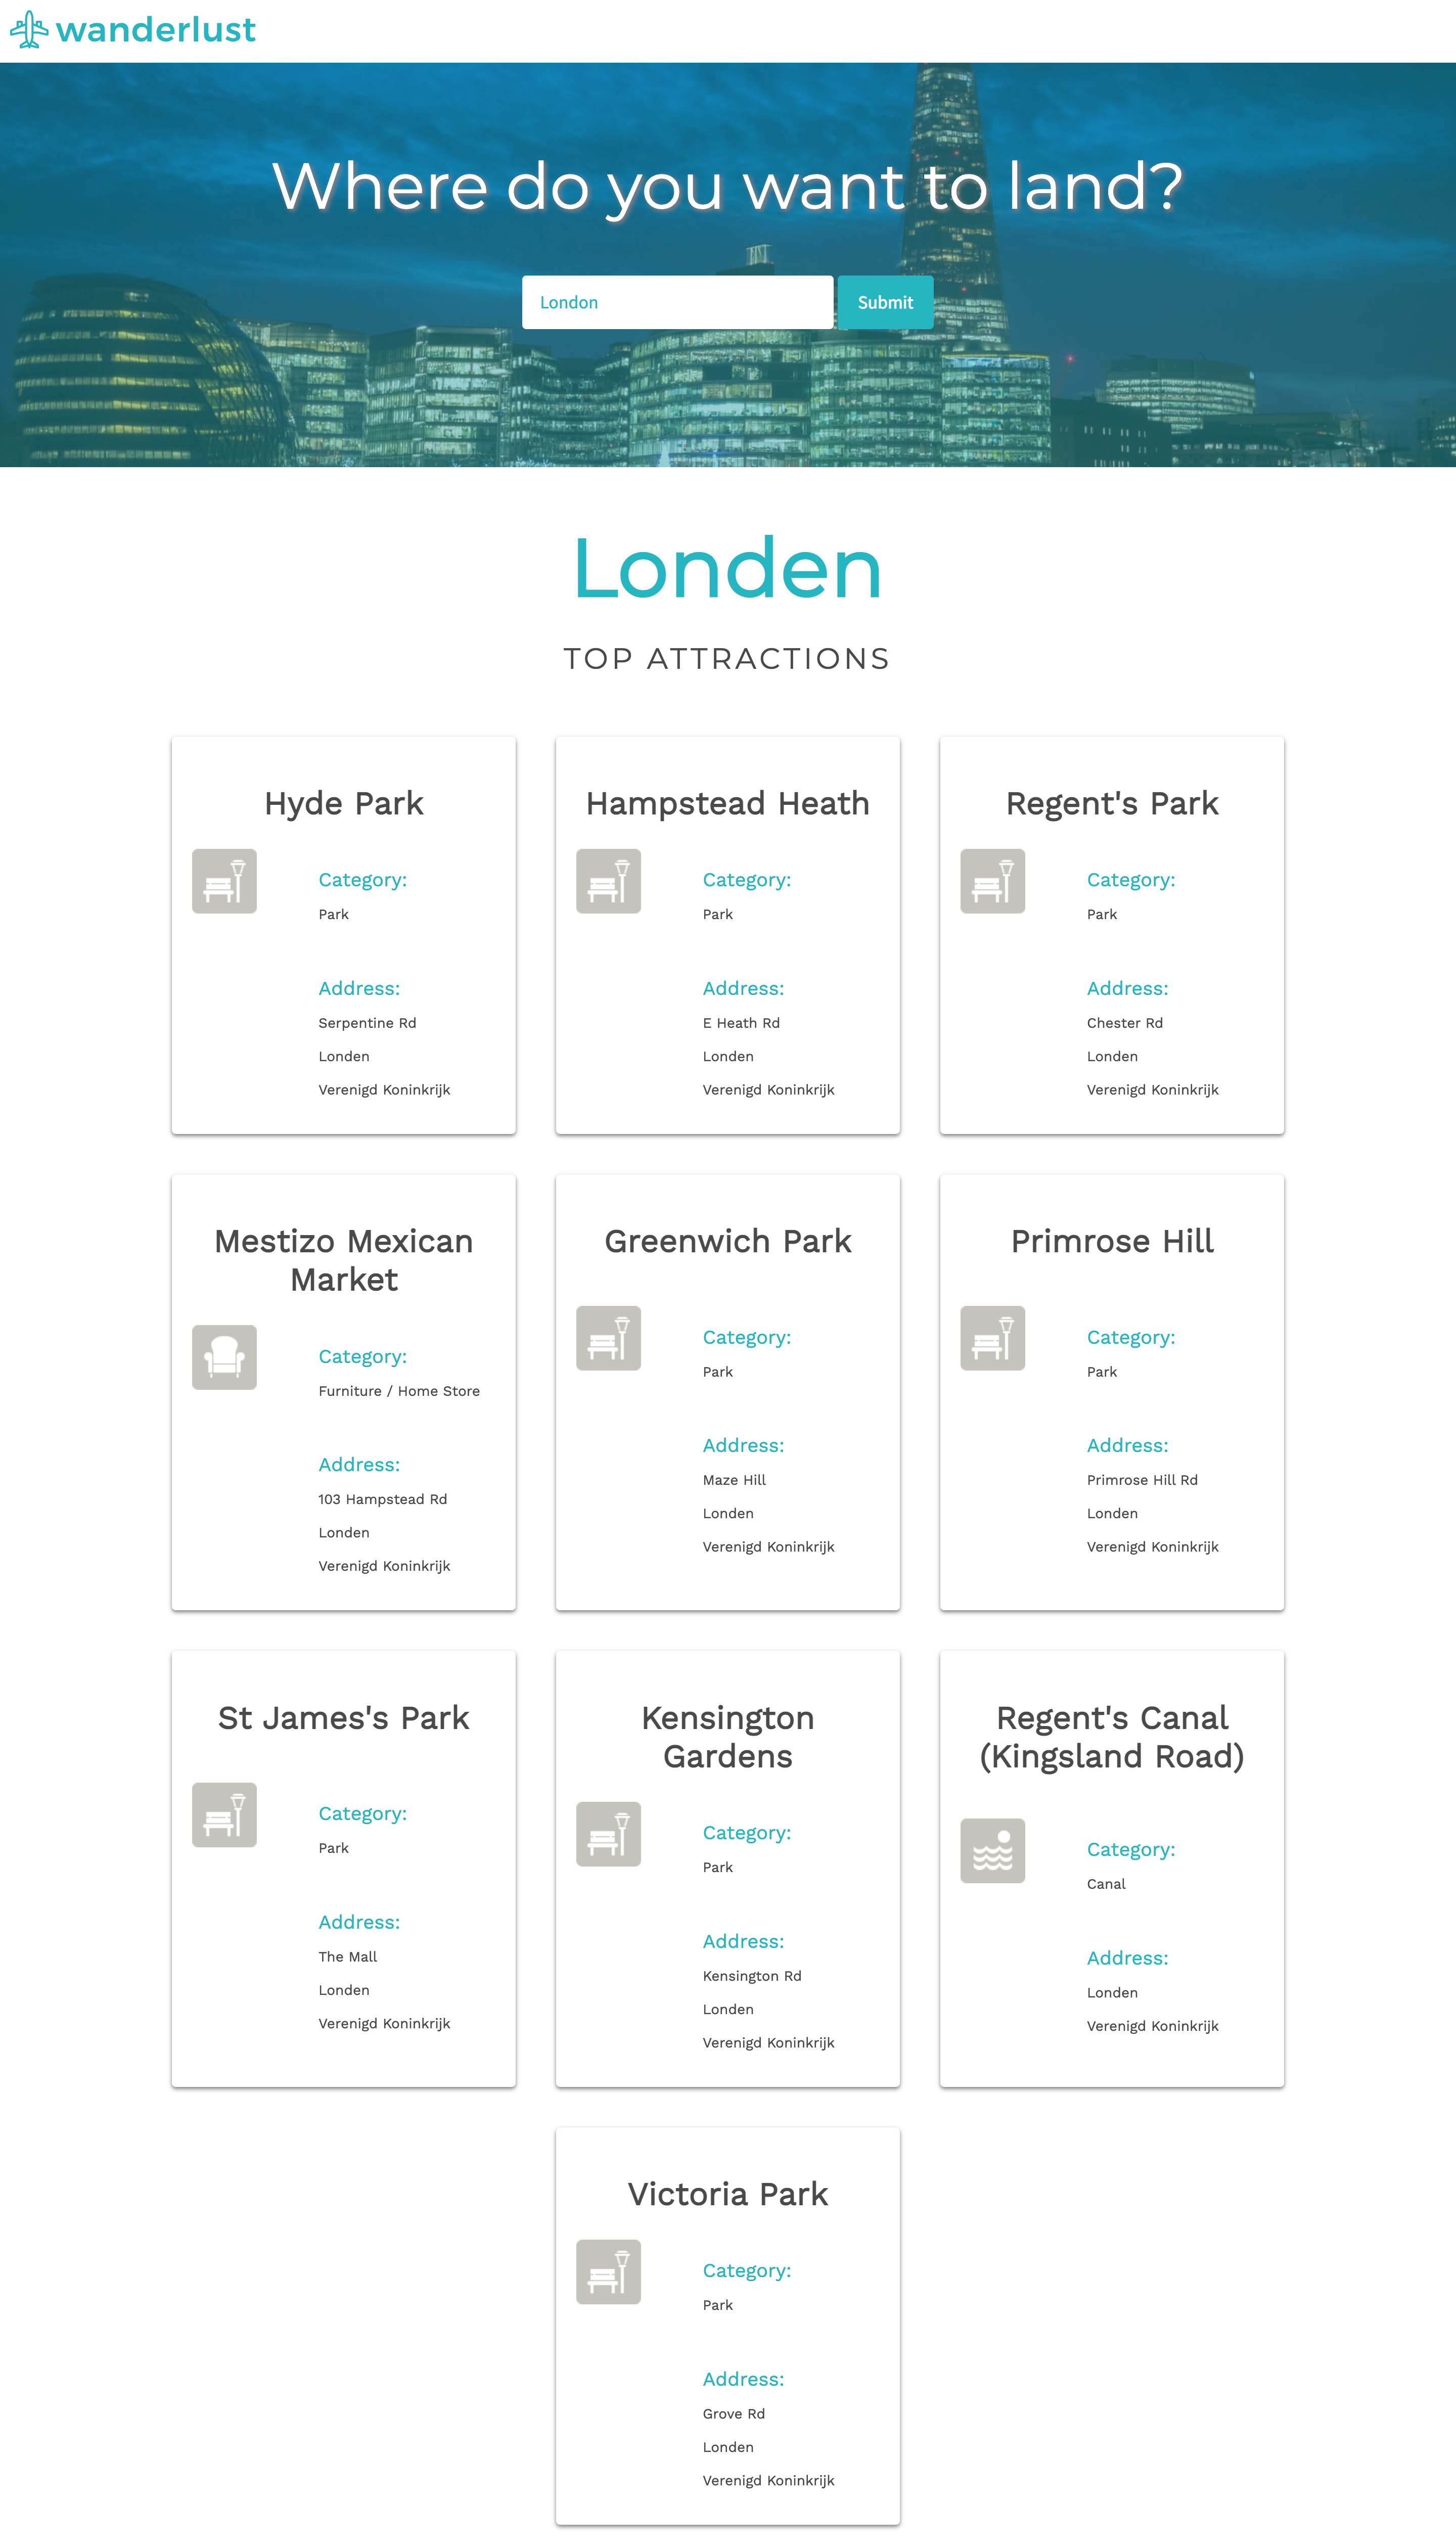 wanderlust
Where do you want to land?
London
Submit
Londen
TOP ATTRACTIONS
Hyde Park
Category:
Park
Address:
Serpentine Rd
Londen
Verenigd Koninkrijk
Hampstead Heath
Category:
Park
Address:
E Heath Rd
Londen
Verenigd Koninkrijk
Regent's Park
Category:
Park
Address:
Chester Rd
Londen
Verenigd Koninkrijk
Mestizo Mexican
Market
Category:
Furniture / Home Store
Address:
103 Hampstead Rd
Londen
Verenigd Koninkrijk
Greenwich Park
Category:
Park
Address:
Maze Hill
Londen
Verenigd Koninkrijk
Primrose Hill
Category:
Park
Address:
Primrose Hill Rd
Londen
Verenigd Koninkrijk
St James's Park
Category:
Park
Address:
The Mall
Londen
Verenigd Koninkrijk
Kensington
Gardens
Category:
Park
Address:
Kensington Rd
Londen
Verenigd Koninkrijk
Regent's Canal
(Kingsland Road)
Category:
Canal
Address:
Londen
Verenigd Koninkrijk
Victoria Park
Category:
Park
Address:
Grove Rd
Londen
Verenigd Koninkrijk